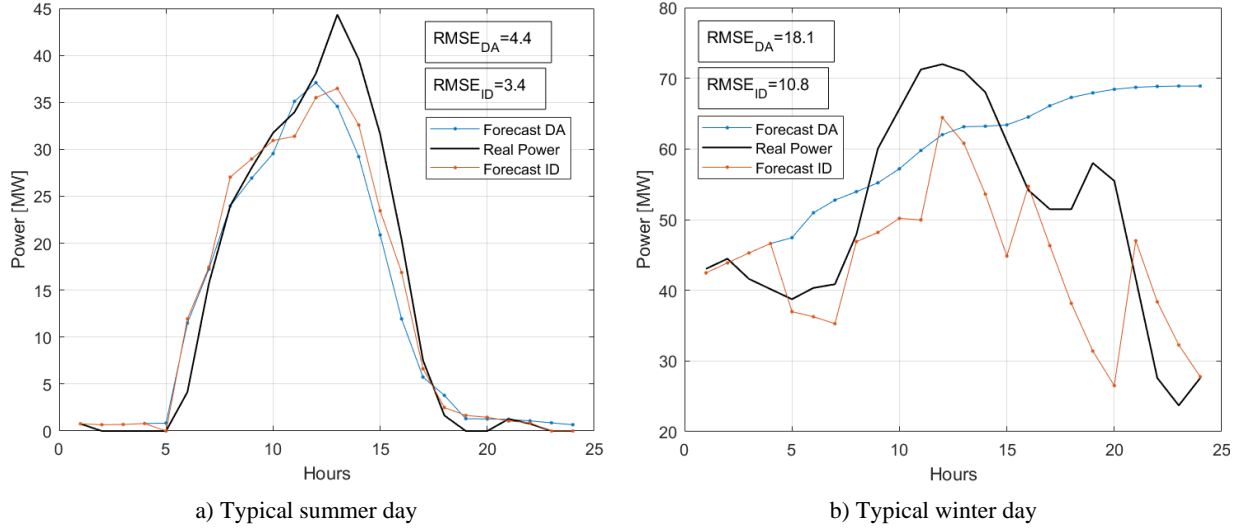 45
40
35
30
25
20
15
10
5
0
Power [MW]
RMSE_DA=4.4
RMSE_ID=3.4
Forecast DA
Real Power
Forecast ID
0 5 10 15 20 25
Hours
a) Typical summer day
80
70
60
50
40
30
20
Power [MW]
RMSE_DA=18.1
RMSE_ID=10.8
Forecast DA
Real Power
Forecast ID
0 5 10 15 20 25
Hours
b) Typical winter day